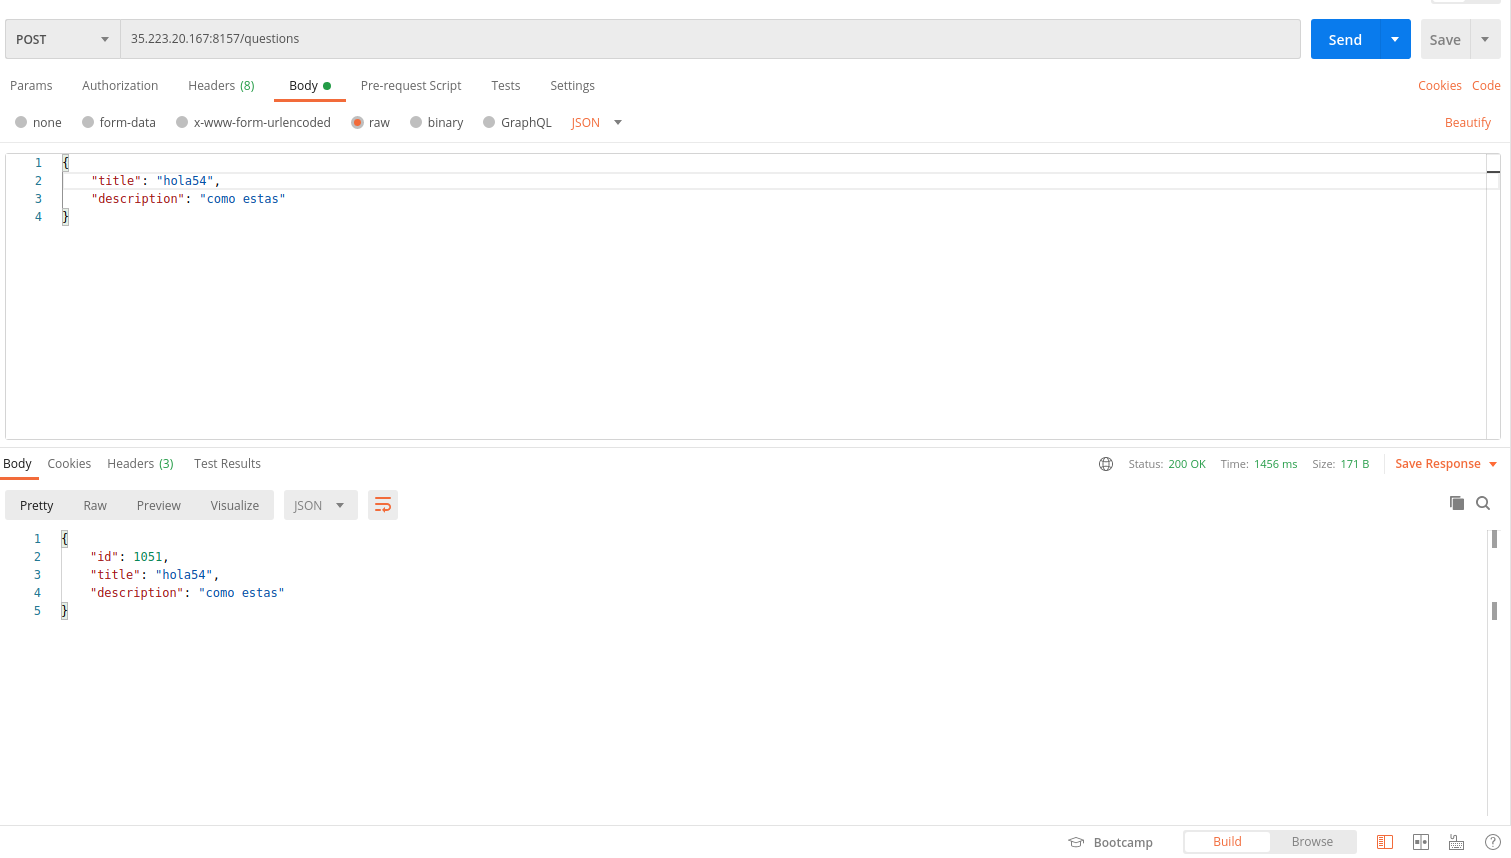 POST 35.223.20.167:8157/questions Send Save
Params Authorization Headers (8) Body Pre-request Script Tests Settings Cookies Code
none form-data x-www-form-urlencoded raw binary GraphQL JSON Beautify
1 {
2 "title": "hola54",
3 "description": "como estas"
4 }
Body Cookies Headers (3) Test Results Status: 200 OK Time: 1456 ms Size: 171 B Save Response
Pretty Raw Preview Visualize JSON
1 {
2 "id": 1051,
3 "title": "hola54",
4 "description": "como estas"
5 }
Bootcamp Build Browse ?